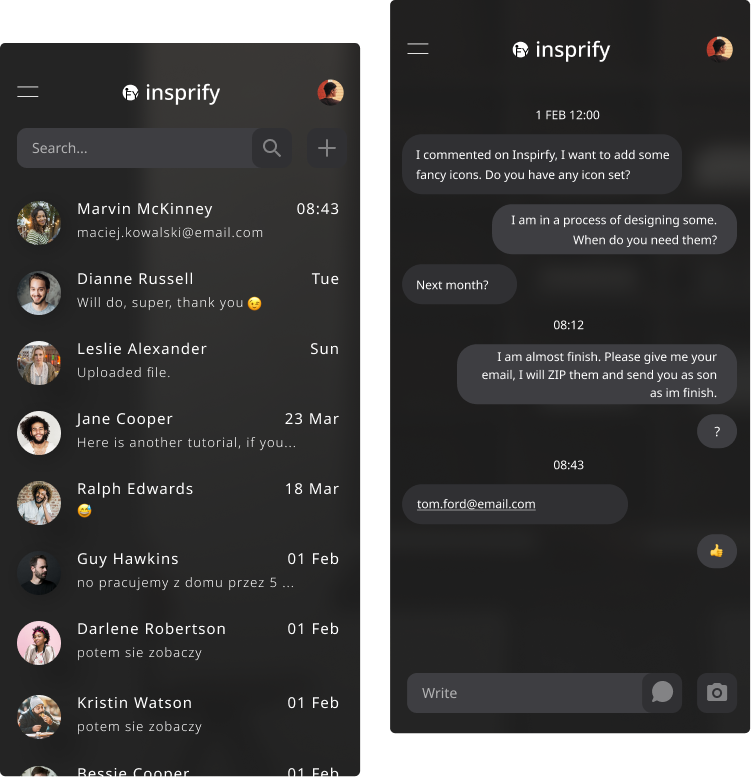 insprify
Search...
Marvin McKinney 08:43
maciej.kowalski@email.com
Dianne Russell Tue
Will do, super, thank you 😉
Leslie Alexander Sun
Uploaded file.
Jane Cooper 23 Mar
Here is another tutorial, if you...
Ralph Edwards 18 Mar
😅
Guy Hawkins 01 Feb
no pracujemy z domu przez 5 ...
Darlene Robertson 01 Feb
potem sie zobaczy
Kristin Watson 01 Feb
potem sie zobaczy
Bessie Cooper 01 Feb
insprify
1 FEB 12:00
I commented on Inspirfy, I want to add some
fancy icons. Do you have any icon set?
I am in a process of designing some.
When do you need them?
Next month?
08:12
I am almost finish. Please give me your
email, I will ZIP them and send you as son
as im finish.
?
08:43
tom.ford@email.com
👍
Write